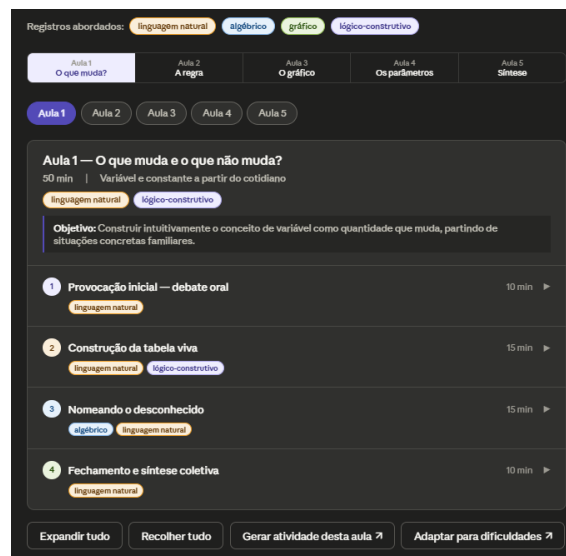 Registros abordados: linguagem natural algébrico gráfico lógico-construtivo
Aula 1 Aula 2 Aula 3 Aula 4 Aula 5
O que muda? A regra O gráfico Os parâmetros Síntese
Aula 1 Aula 2 Aula 3 Aula 4 Aula 5
Aula 1 — O que muda e o que não muda?
50 min | Variável e constante a partir do cotidiano
linguagem natural lógico-construtivo
Objetivo: Construir intuitivamente o conceito de variável como quantidade que muda, partindo de
situações concretas familiares.
1 Provocação inicial — debate oral 10 min ▶
linguagem natural
2 Construção da tabela viva 15 min ▶
linguagem natural lógico-construtivo
3 Nomeando o desconhecido 15 min ▶
algébrico linguagem natural
4 Fechamento e síntese coletiva 10 min ▶
linguagem natural
Expandir tudo Recolher tudo Gerar atividade desta aula ↗ Adaptar para dificuldades ↗